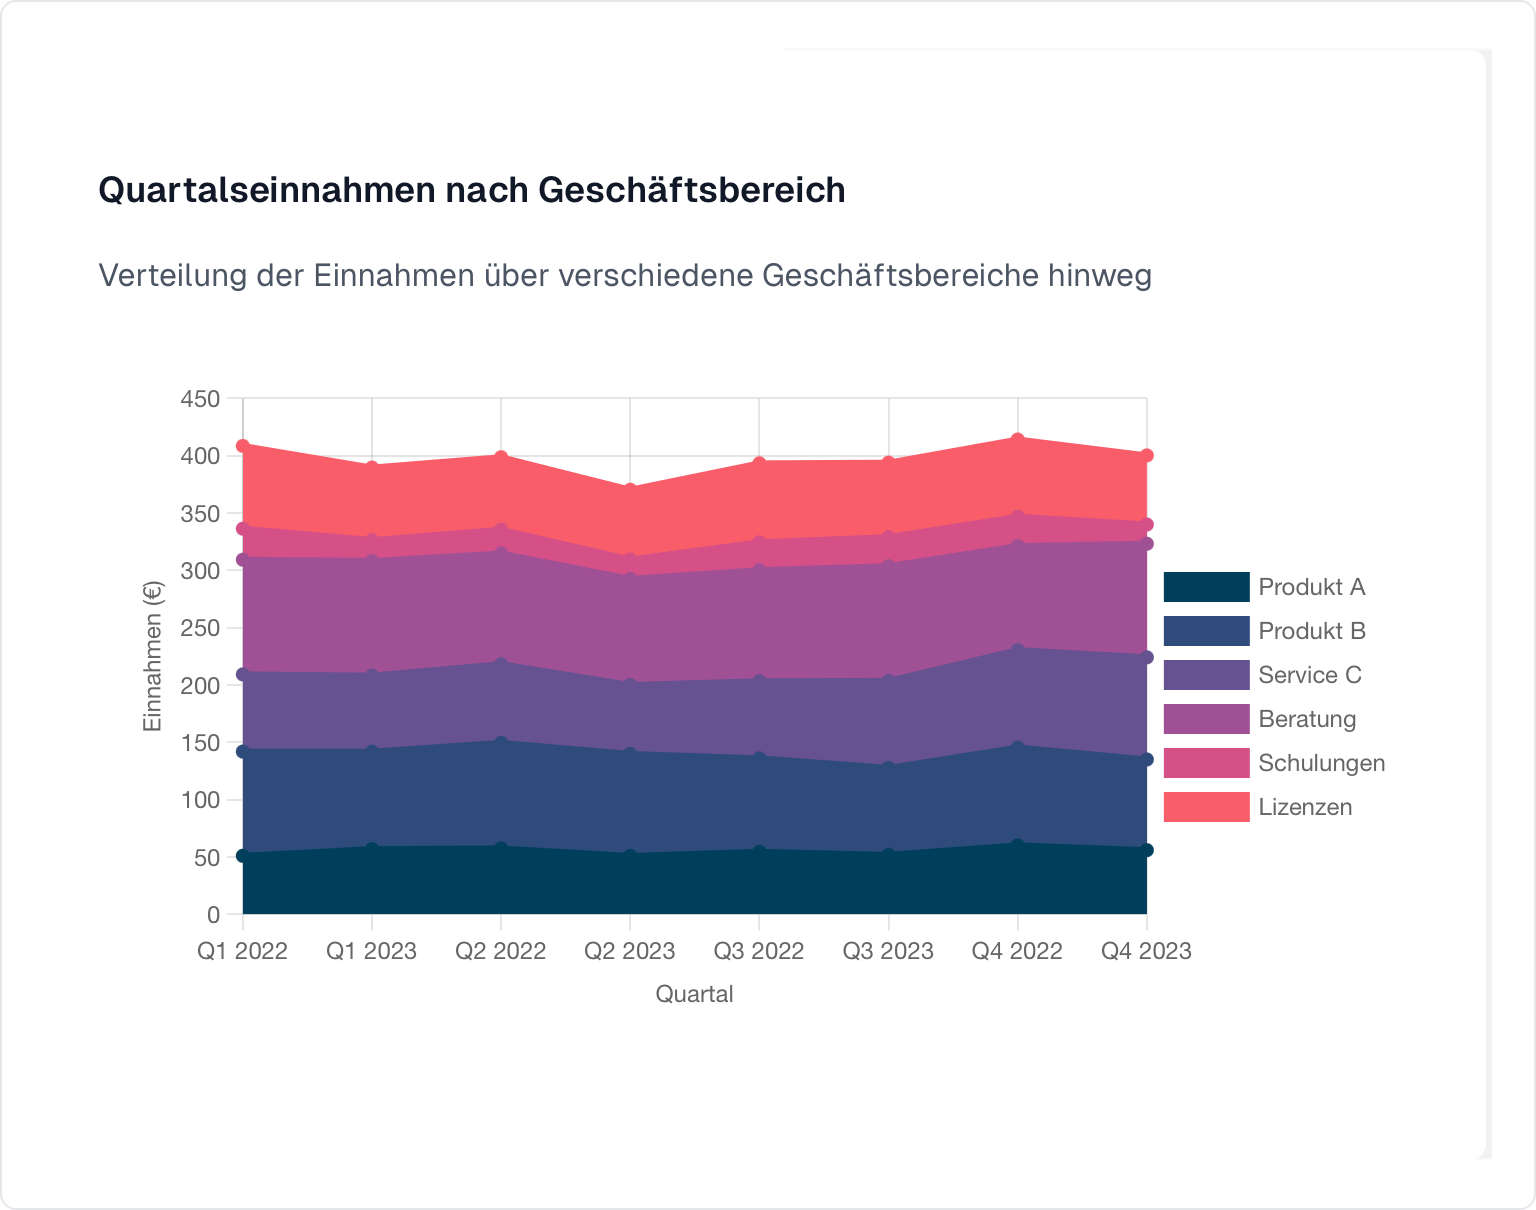 Quartalseinnahmen nach Geschäftsbereich
Verteilung der Einnahmen über verschiedene Geschäftsbereiche hinweg
450
400
350
300
250
200
150
100
50
0
Einnahmen (€)
Q1 2022 Q1 2023 Q2 2022 Q2 2023 Q3 2022 Q3 2023 Q4 2022 Q4 2023
Quartal
Produkt A
Produkt B
Service C
Beratung
Schulungen
Lizenzen